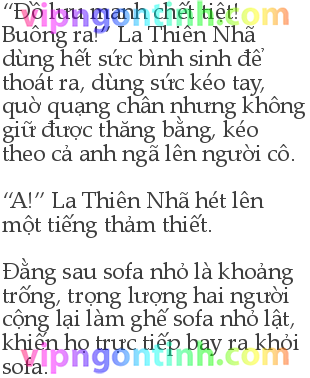 “Đồ lưu manh chết tiệt!
Buông ra!” La Thiên Nhã
dùng hết sức bình sinh để
thoát ra, dùng sức kéo tay,
quờ quạng chân nhưng không
giữ được thăng bằng, kéo
theo cả anh ngã lên người cô.
“A!” La Thiên Nhã hét lên
một tiếng thảm thiết.
Đằng sau sofa nhỏ là khoảng
trống, trọng lượng hai người
cộng lại làm ghế sofa nhỏ lật,
khiến họ trực tiếp bay ra khỏi
sofa.
vipngontinh.com
vipngontinh.com